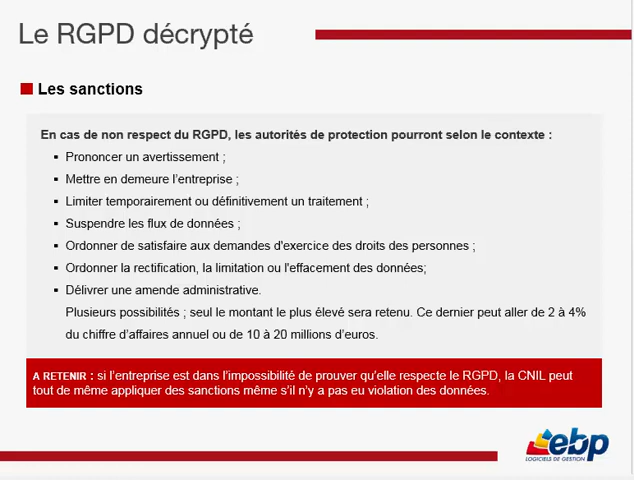 Le RGPD décrypté
Les sanctions
En cas de non respect du RGPD, les autorités de protection pourront selon le contexte :
▪ Prononcer un avertissement ;
▪ Mettre en demeure l'entreprise ;
▪ Limiter temporairement ou définitivement un traitement ;
▪ Suspendre les flux de données ;
▪ Ordonner de satisfaire aux demandes d'exercice des droits des personnes ;
▪ Ordonner la rectification, la limitation ou l'effacement des données;
▪ Délivrer une amende administrative.
Plusieurs possibilités ; seul le montant le plus élevé sera retenu. Ce dernier peut aller de 2 à 4%
du chiffre d'affaires annuel ou de 10 à 20 millions d'euros.
A RETENIR : si l'entreprise est dans l'impossibilité de prouver qu'elle respecte le RGPD, la CNIL peut
tout de même appliquer des sanctions même s'il n'y a pas eu violation des données.
ebp
LOGICIELS DE GESTION